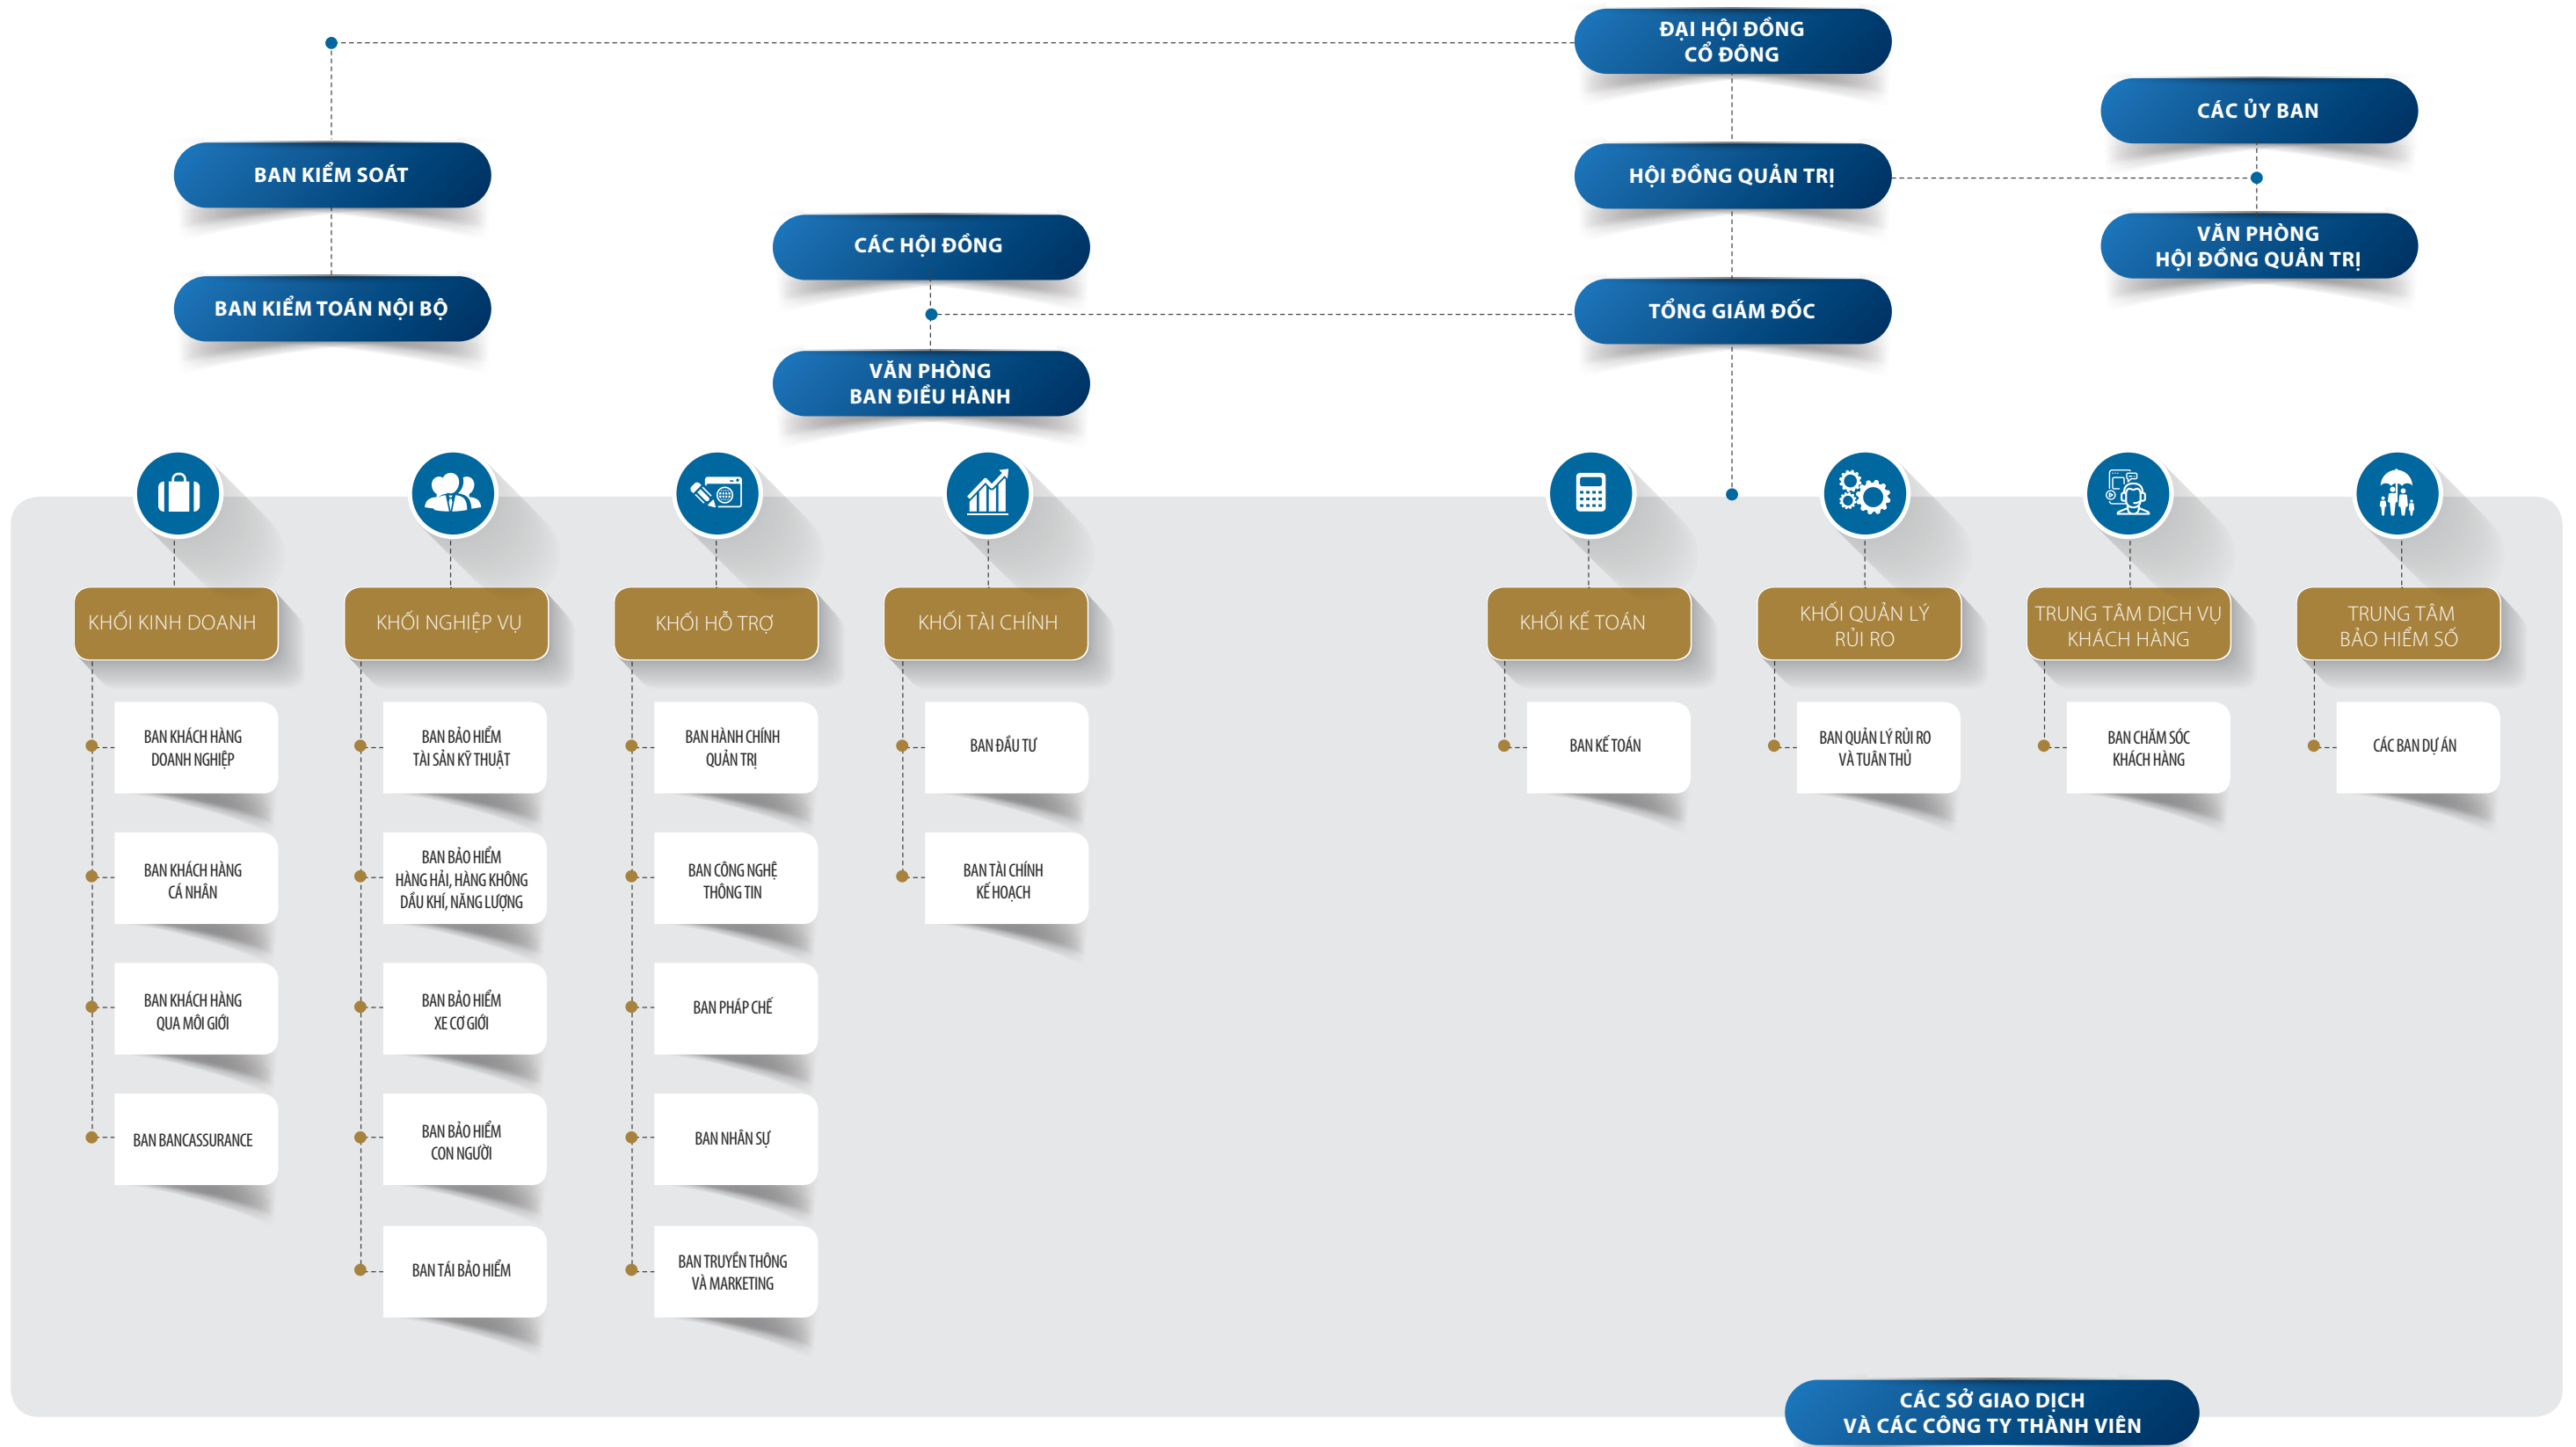 ĐẠI HỘI ĐỒNG
CỔ ĐÔNG
CÁC ỦY BAN
BAN KIỂM SOÁT
HỘI ĐỒNG QUẢN TRỊ
VĂN PHÒNG
HỘI ĐỒNG QUẢN TRỊ
CÁC HỘI ĐỒNG
BAN KIỂM TOÁN NỘI BỘ
TỔNG GIÁM ĐỐC
VĂN PHÒNG
BAN ĐIỀU HÀNH
KHỐI KINH DOANH
BAN KHÁCH HÀNG
DOANH NGHIỆP
BAN KHÁCH HÀNG
CÁ NHÂN
BAN KHÁCH HÀNG
QUA MÔI GIỚI
BAN BANCASSURANCE
KHỐI NGHIỆP VỤ
BAN BẢO HIỂM
TÀI SẢN KỸ THUẬT
BAN BẢO HIỂM
HÀNG HẢI, HÀNG KHÔNG
DẦU KHÍ, NĂNG LƯỢNG
BAN BẢO HIỂM
XE CƠ GIỚI
BAN BẢO HIỂM
CON NGƯỜI
BAN TÁI BẢO HIỂM
KHỐI HỖ TRỢ
BAN HÀNH CHÍNH
QUẢN TRỊ
BAN CÔNG NGHỆ
THÔNG TIN
BAN PHÁP CHẾ
BAN NHÂN SỰ
BAN TRUYỀN THÔNG
VÀ MARKETING
KHỐI TÀI CHÍNH
BAN ĐẦU TƯ
BAN TÀI CHÍNH
KẾ HOẠCH
KHỐI KẾ TOÁN
BAN KẾ TOÁN
KHỐI QUẢN LÝ
RỦI RO
BAN QUẢN LÝ RỦI RO
VÀ TUÂN THỦ
TRUNG TÂM DỊCH VỤ
KHÁCH HÀNG
BAN CHĂM SÓC
KHÁCH HÀNG
TRUNG TÂM
BẢO HIỂM SỐ
CÁC BAN DỰ ÁN
CÁC SỞ GIAO DỊCH
VÀ CÁC CÔNG TY THÀNH VIÊN